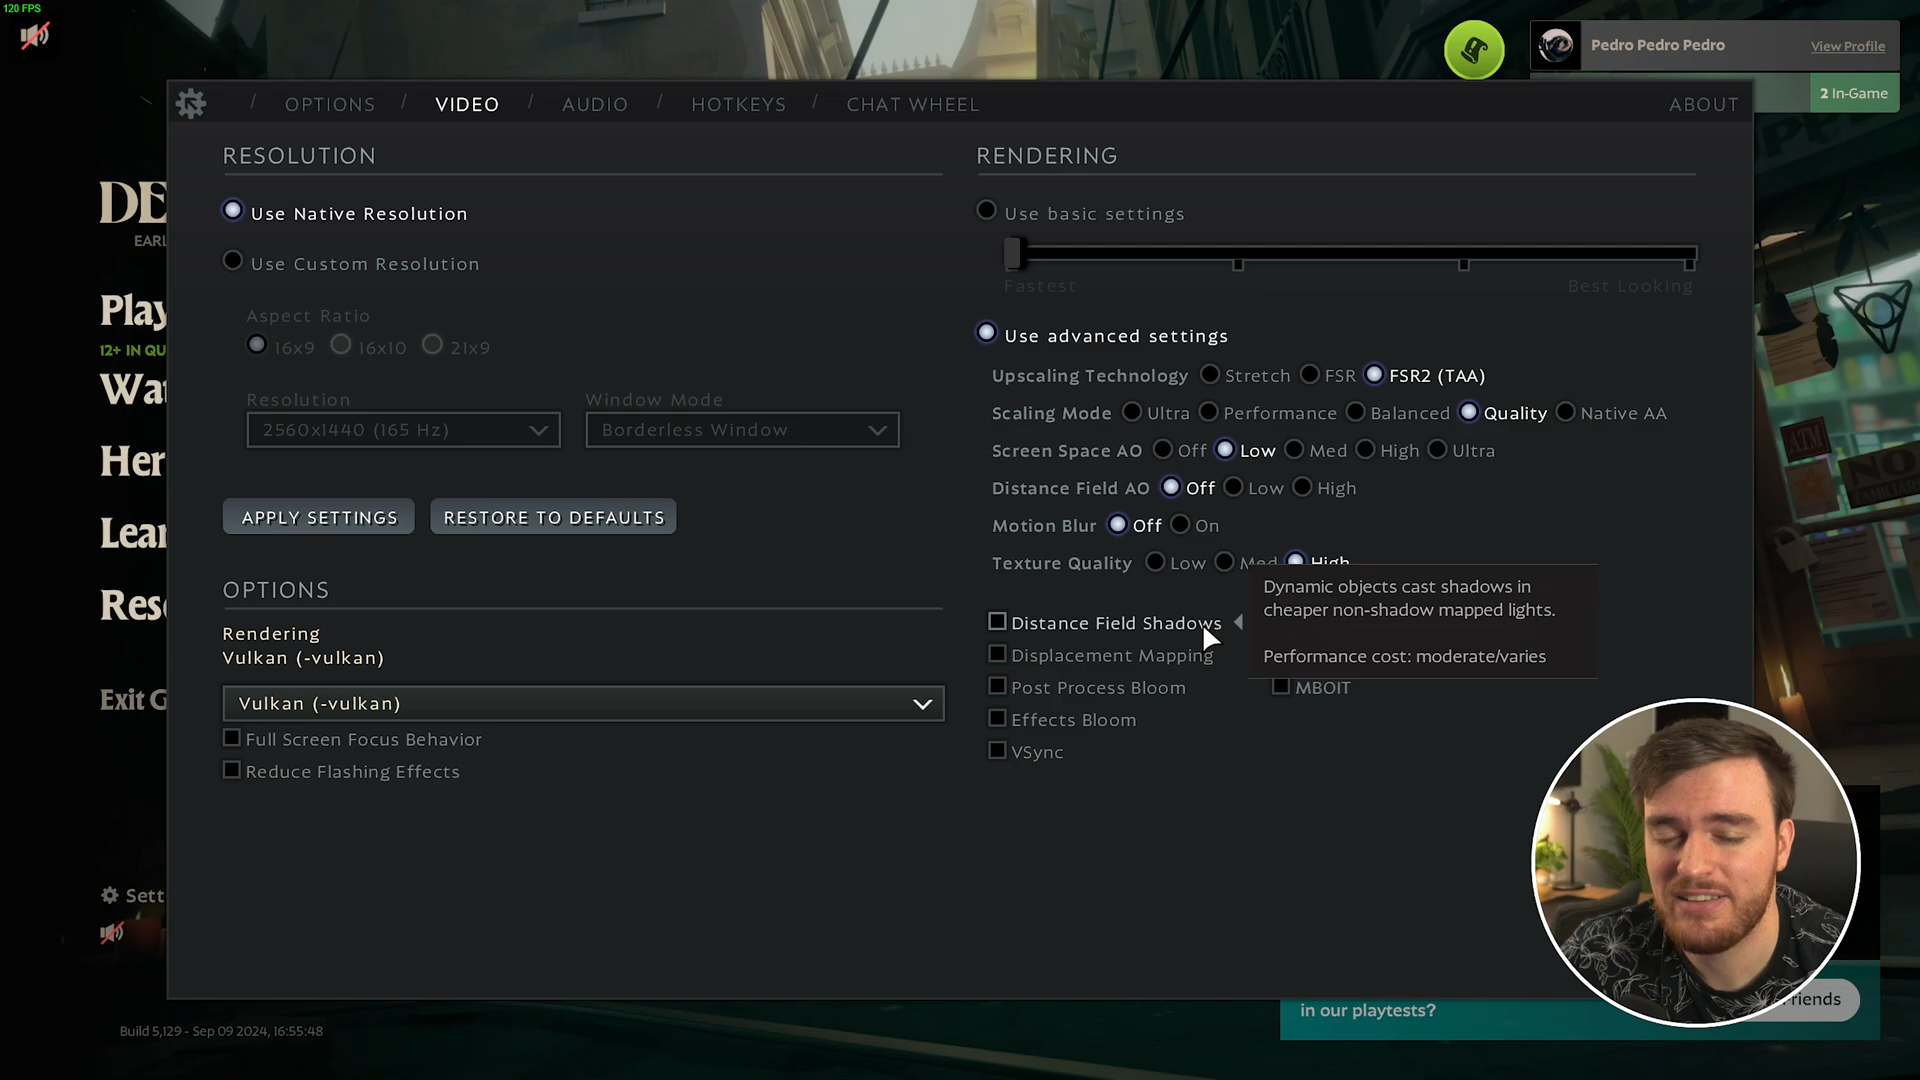 120 FPS
Pedro Pedro Pedro
View Profile
2 In-Game
OPTIONS / VIDEO / AUDIO / HOTKEYS / CHAT WHEEL
ABOUT
DE
EARL
Play
12+ IN QU
Wat
Her
Lear
Res
Exit G
Sett
RESOLUTION
Use Native Resolution
Use Custom Resolution
Aspect Ratio
16x9 16x10 21x9
Resolution
Window Mode
2560x1440 (165 Hz)
Borderless Window
APPLY SETTINGS
RESTORE TO DEFAULTS
OPTIONS
Rendering
Vulkan (-vulkan)
Vulkan (-vulkan)
Full Screen Focus Behavior
Reduce Flashing Effects
RENDERING
Use basic settings
Fastest
Best Looking
Use advanced settings
Upscaling Technology Stretch FSR FSR2 (TAA)
Scaling Mode Ultra Performance Balanced Quality Native AA
Screen Space AO Off Low Med High Ultra
Distance Field AO Off Low High
Motion Blur Off On
Texture Quality Low Med High
Distance Field Shadows
Displacement Mapping
Post Process Bloom
MBOIT
Effects Bloom
VSync
Dynamic objects cast shadows in
cheaper non-shadow mapped lights.
Performance cost: moderate/varies
ATM
NO
in our playtests?
riends
Build 5,129 - Sep 09 2024, 16:55:48